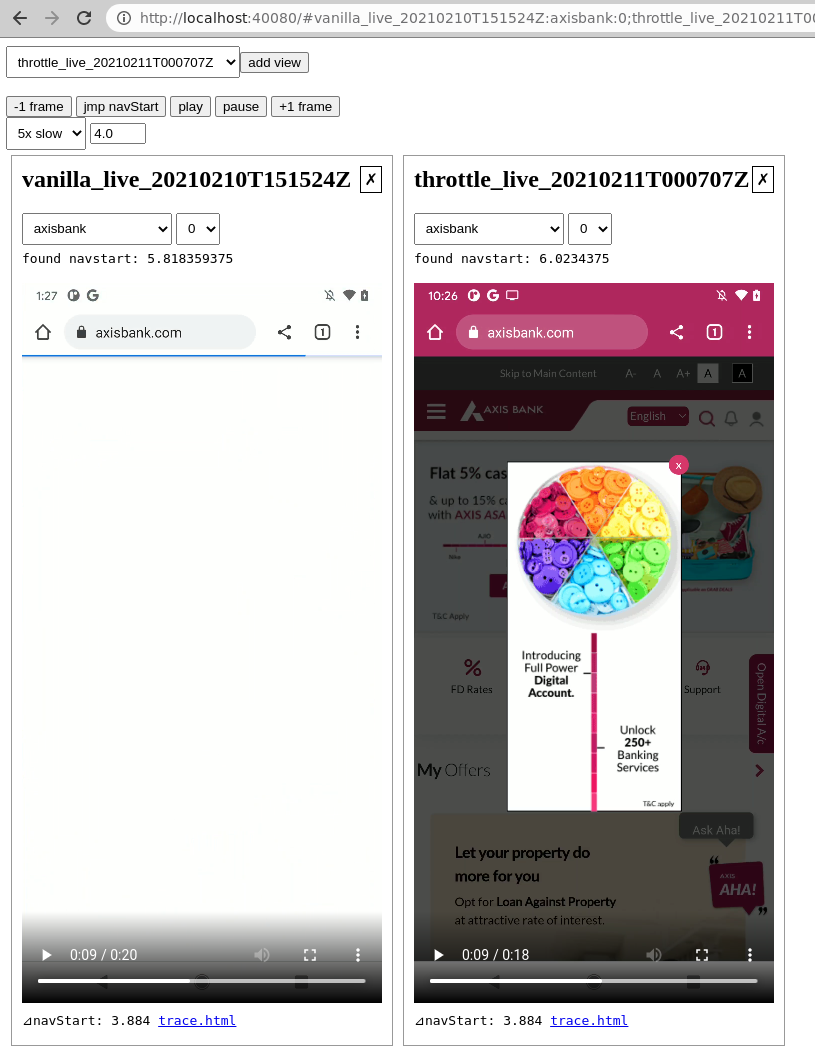 http://localhost:40080/#vanilla_live_20210210T151524Z:axisbank:0;throttle_live_20210211T00
throttle_live_20210211T000707Z add view
-1 frame jmp navStart play pause +1 frame
5x slow 4.0
vanilla_live_20210210T151524Z ✗
axisbank 0
found navstart: 5.818359375
1:27
axisbank.com 1
0:09 / 0:20
⊿navStart: 3.884 trace.html
throttle_live_20210211T000707Z ✗
axisbank 0
found navstart: 6.0234375
10:26
axisbank.com 1
Skip to Main Content A- A A+ A A
AXIS BANK English
x
Flat 5% cas
& up to 15% ca
with AXIS ASA
AJIO
Nike
T&C Apply
Introducing
Full Power
Digital
Account.
Unlock
250+
Banking
Services
T&C apply
FD Rates
Support
Open Digital A/c
My Offers
Ask Aha!
Let your property do
more for you
Opt for Loan Against Property
at attractive rate of interest.
AXIS
AHA!
0:09 / 0:18
⊿navStart: 3.884 trace.html